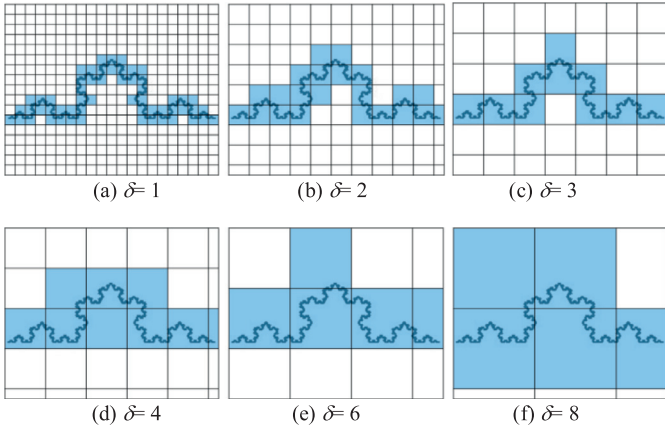 (a) δ= 1
(b) δ= 2
(c) δ= 3
(d) δ= 4
(e) δ= 6
(f) δ= 8